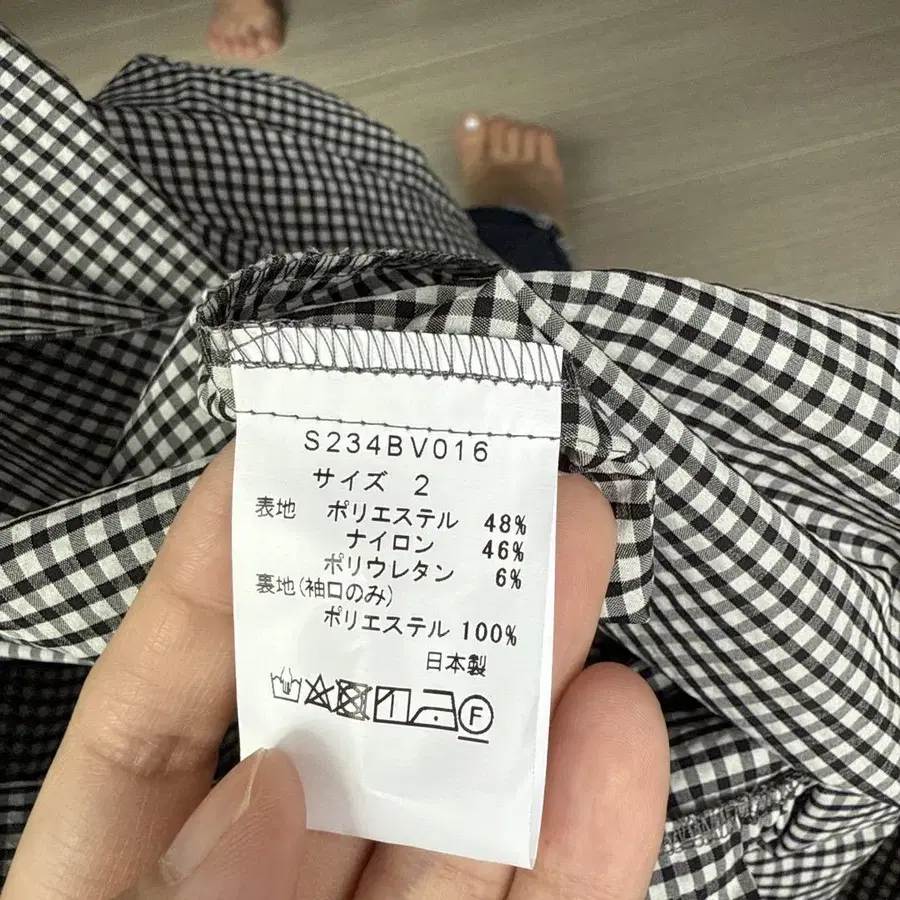 S234BV016
サイズ 2
表地 ポリエステル 48%
ナイロン 46%
ポリウレタン 6%
裏地(袖口のみ)
ポリエステル 100%
日本製
F